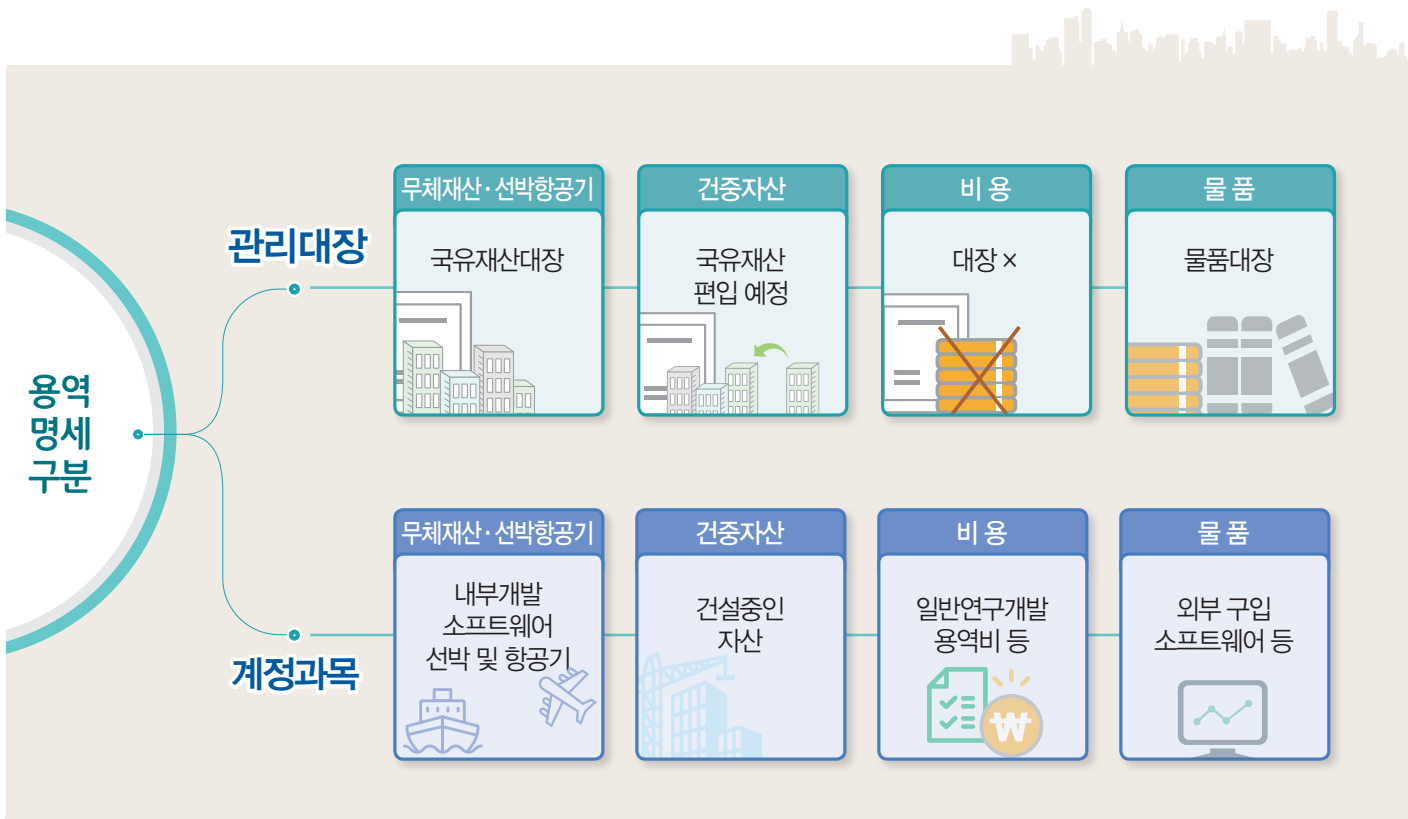 용역
명세
구분
관리대장
무체재산·선박항공기
국유재산대장
건중자산
국유재산
편입 예정
비 용
대장 ×
물 품
물품대장
계정과목
무체재산·선박항공기
내부개발
소프트웨어
선박 및 항공기
건중자산
건설중인
자산
비 용
일반연구개발
용역비 등
₩
물 품
외부 구입
소프트웨어 등